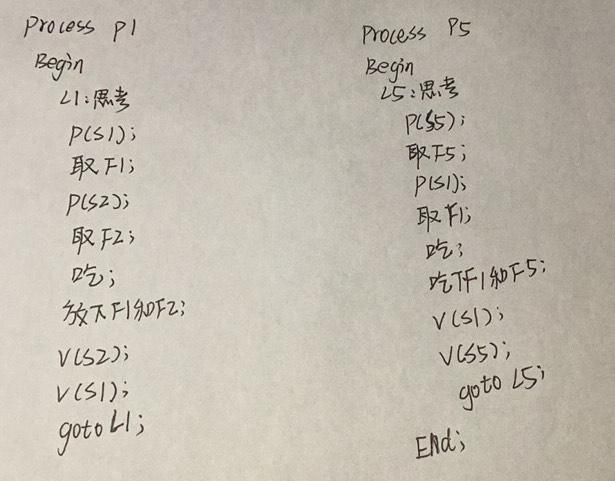 Process P1
Begin
L1:思考
P(S1);
取F1;
P(S2);
取F2;
吃;
放下F1和F2;
V(S2);
V(S1);
goto L1;
Process P5
Begin
L5:思考
P(S5);
取F5;
P(S1);
取F1;
吃;
吃下F1和F5;
V(S1);
V(S5);
goto L5;
End;